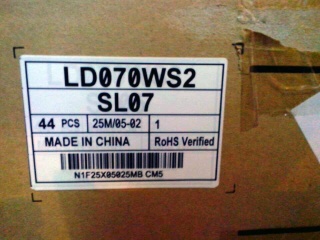 LD070WS2
SL07
44 PCS 25M/05-02 1
MADE IN CHINA RoHS Verified
N1F25X05025MB CM5